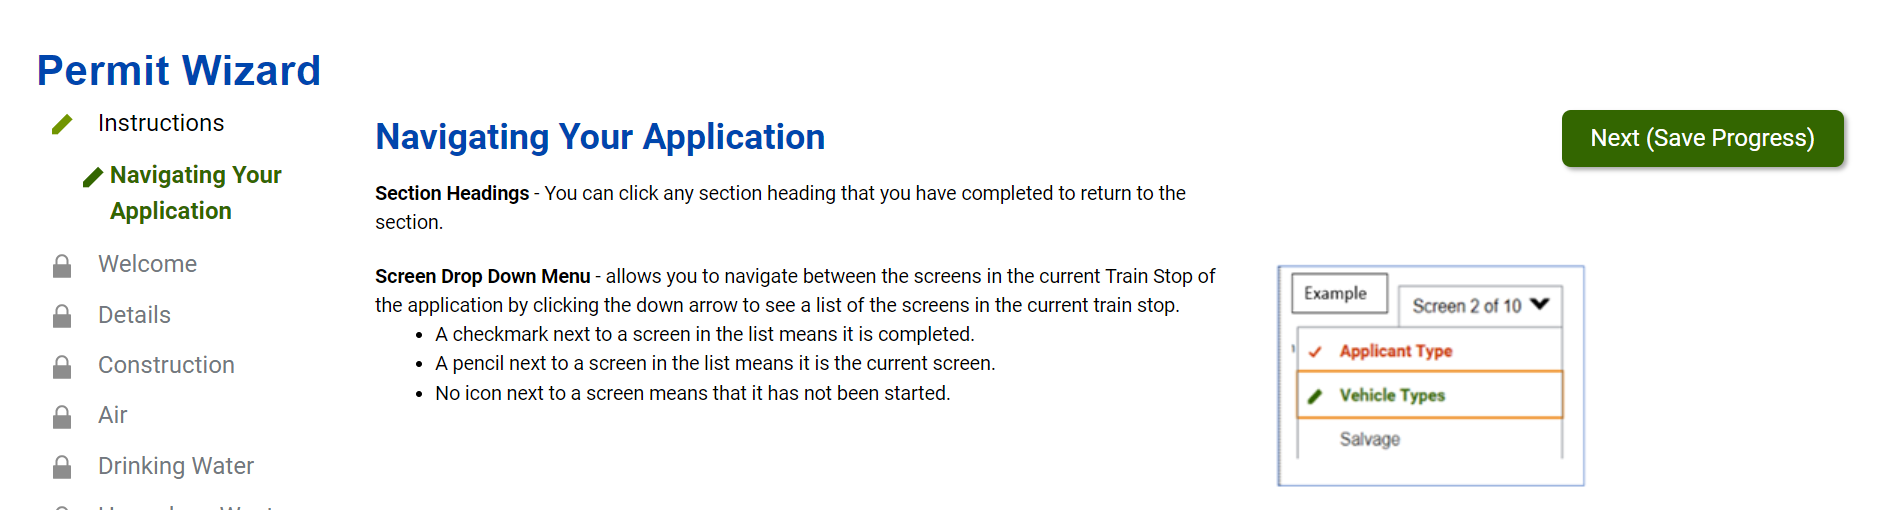 Permit Wizard
Instructions
Navigating Your
Application
Welcome
Details
Construction
Air
Drinking Water
Navigating Your Application
Next (Save Progress)
Section Headings - You can click any section heading that you have completed to return to the
section.
Screen Drop Down Menu - allows you to navigate between the screens in the current Train Stop of
the application by clicking the down arrow to see a list of the screens in the current train stop.
• A checkmark next to a screen in the list means it is completed.
• A pencil next to a screen in the list means it is the current screen.
• No icon next to a screen means that it has not been started.
Example
Screen 2 of 10
Applicant Type
Vehicle Types
Salvage